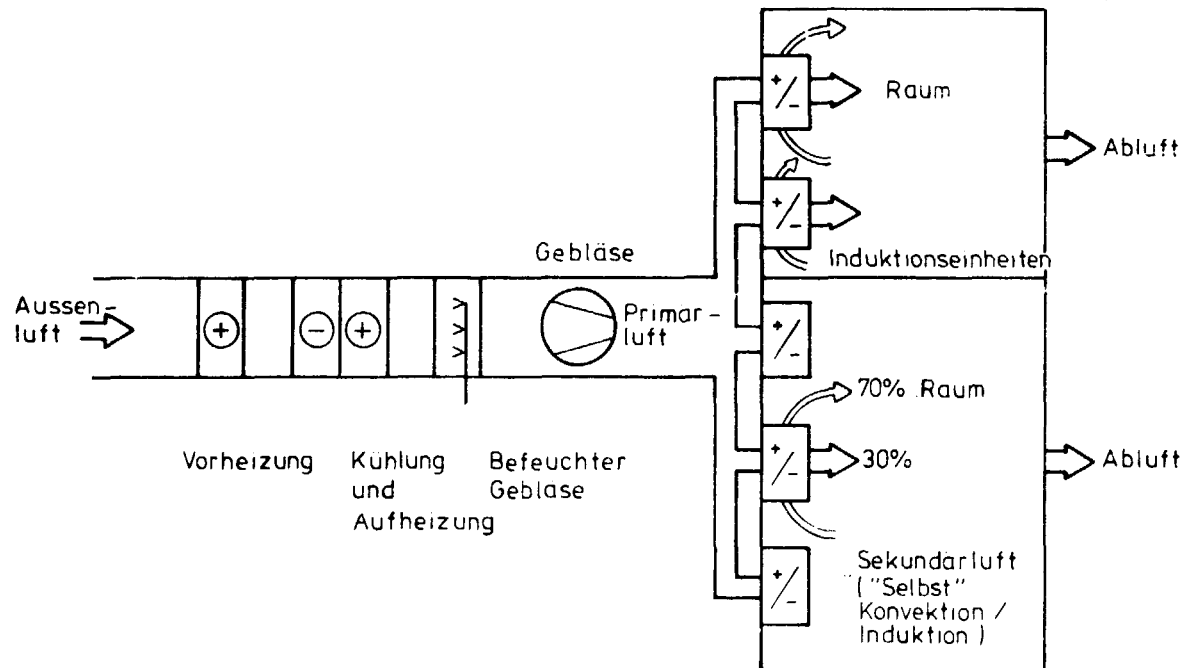 Raum
Abluft
Gebläse
Induktionseinheiten
Aussen-
luft
Primar-
luft
70% Raum
30%
Abluft
Vorheizung
Kühlung
und
Aufheizung
Befeuchter
Geblase
Sekundarluft
("Selbst"
Konvektion /
Induktion)